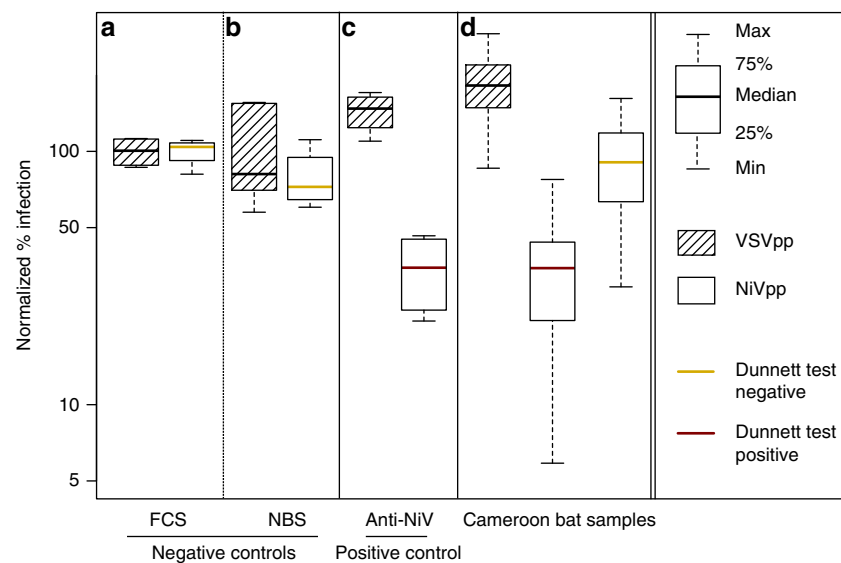 a
b
c
d
Normalized % infection
100
50
10
5
FCS
NBS
Anti-NiV
Cameroon bat samples
Negative controls
Positive control
Max
75%
Median
25%
Min
VSVpp
NiVpp
Dunnett test
negative
Dunnett test
positive